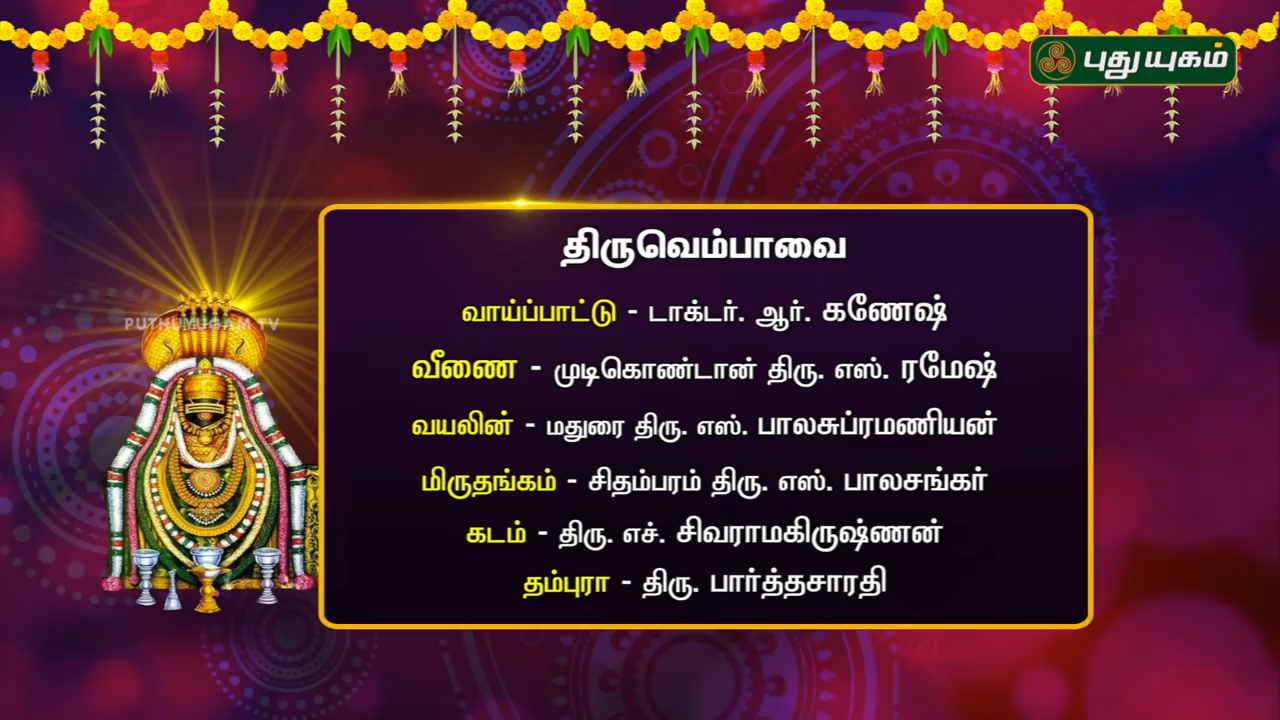 புதுயுகம்
PUTHUYUGAM TV
திருவெம்பாவை
வாய்ப்பாட்டு - டாக்டர். ஆர். கணேஷ்
வீணை - முடிகொண்டான் திரு. எஸ். ரமேஷ்
வயலின் - மதுரை திரு. எஸ். பாலசுப்ரமணியன்
மிருதங்கம் - சிதம்பரம் திரு. எஸ். பாலசங்கர்
கடம் - திரு. எச். சிவராமகிருஷ்ணன்
தம்புரா - திரு. பார்த்தசாரதி